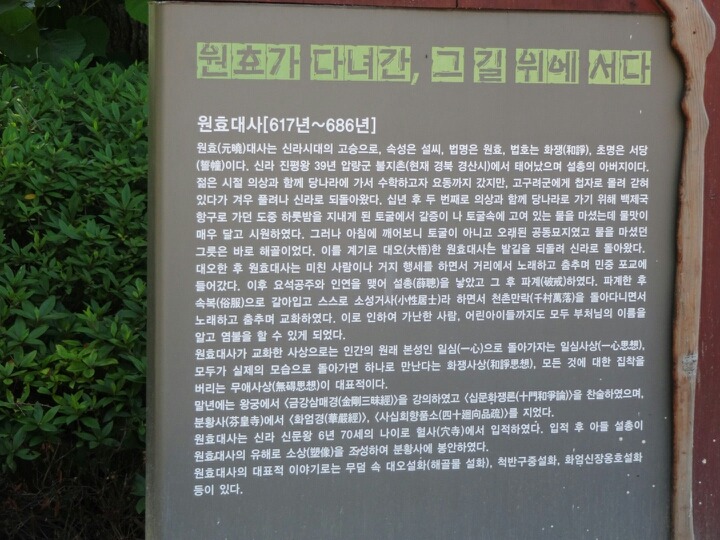 원효가 다녀간, 그 길 위에 서다
원효대사[617년~686년]
원효(元曉)대사는 신라시대의 고승으로, 속성은 설씨, 법명은 원효, 법호는 화쟁(和諍), 초명은 서당
(誓幢)이다. 신라 진평왕 39년 압량군 불지촌(현재 경북 경산시)에서 태어났으며 설총의 아버지이다.
젊은 시절 의상과 함께 당나라에 가서 수학하고자 요동까지 갔지만, 고구려군에게 첩자로 몰려 갇혀
있다가 겨우 풀려나 신라로 되돌아왔다. 십년 후 두 번째로 의상과 함께 당나라로 가기 위해 백제국
항구로 가던 도중 하룻밤을 지내게 된 토굴에서 갈증이 나 토굴속에 고여 있는 물을 마셨는데 물맛이
매우 달고 시원하였다. 그러나 아침에 깨어보니 토굴이 아니고 오래된 공동묘지였고 물을 마셨던
그릇은 바로 해골이었다. 이를 계기로 대오(大悟)한 원효대사는 발길을 되돌려 신라로 돌아왔다.
대오한 후 원효대사는 미친 사람이나 거지 행세를 하면서 거리에서 노래하고 춤추며 민중 포교에
들어갔다. 이후 요석공주와 인연을 맺어 설총(薛聰)을 낳았고 그 후 파계(破戒)하였다. 파계한 후
속복(俗服)으로 갈아입고 스스로 소성거사(小性居士)라 하면서 천촌만락(千村萬落)을 돌아다니면서
노래하고 춤추며 교화하였다. 이로 인하여 가난한 사람, 어린아이들까지도 모두 부처님의 이름을
알고 염불을 할 수 있게 되었다.
원효대사가 교화한 사상으로는 인간의 원래 본성인 일심(一心)으로 돌아가자는 일심사상(一心思想),
모두가 실제의 모습으로 돌아가면 하나로 만난다는 화쟁사상(和諍思想), 모든 것에 대한 집착을
버리는 무애사상(無碍思想)이 대표적이다.
말년에는 왕궁에서 〈금강삼매경(金剛三昧經)〉을 강의하였고 〈십문화쟁론(十門和爭論)〉을 찬술하였으며,
분황사(芬皇寺)에서 〈화엄경(華嚴經)〉, 〈사십회향품소(四十廻向品疏)〉를 지었다.
원효대사는 신라 신문왕 6년 70세의 나이로 혈사(穴寺)에서 입적하였다. 입적 후 아들 설총이
원효대사의 유해로 소상(塑像)을 조성하여 분황사에 봉안하였다.
원효대사의 대표적 이야기로는 무덤 속 대오설화(해골물 설화), 척반구중설화, 화엄신장옹호설화
등이 있다.